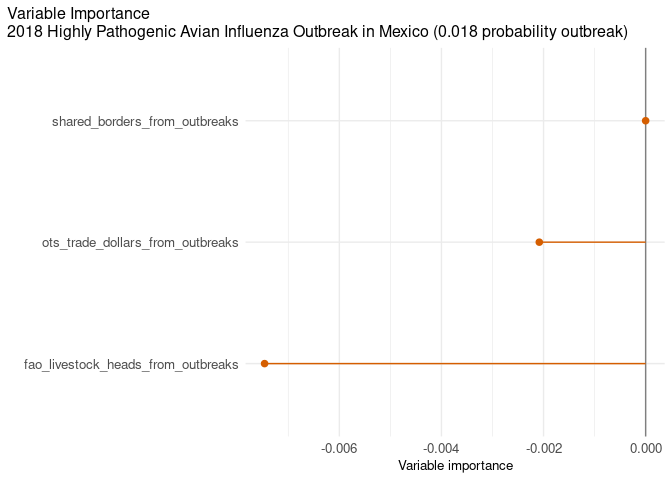 Variable Importance
2018 Highly Pathogenic Avian Influenza Outbreak in Mexico (0.018 probability outbreak)
shared_borders_from_outbreaks
ots_trade_dollars_from_outbreaks
fao_livestock_heads_from_outbreaks
-0.006 -0.004 -0.002 0.000
Variable importance